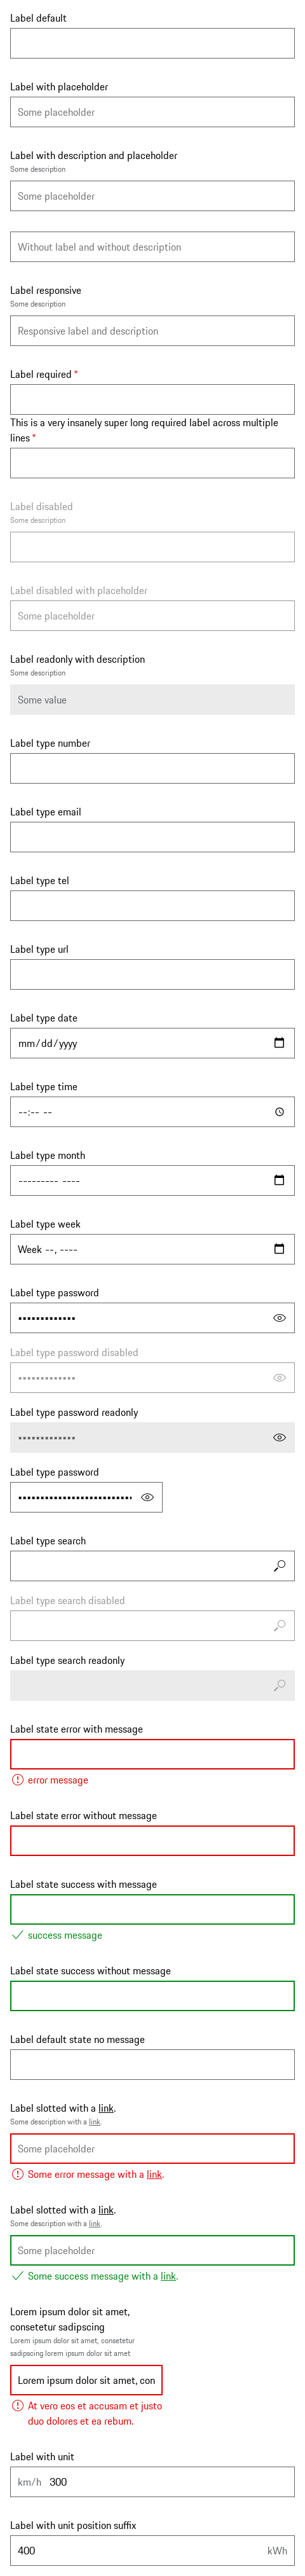 Label default
Label with placeholder
Some placeholder
Label with description and placeholder
Some description
Some placeholder
Without label and without description
Label responsive
Some description
Responsive label and description
Label required *
This is a very insanely super long required label across multiple
lines *
Label disabled
Some description
Label disabled with placeholder
Some placeholder
Label readonly with description
Some description
Some value
Label type number
Label type email
Label type tel
Label type url
Label type date
mm/dd/yyyy
Label type time
--:-- --
Label type month
--------- ----
Label type week
Week --, ----
Label type password
•••••••••••••
Label type password disabled
•••••••••••••
Label type password readonly
•••••••••••••
Label type password
••••••••••••••••••••••••••
Label type search
Label type search disabled
Label type search readonly
Label state error with message
error message
Label state error without message
Label state success with message
success message
Label state success without message
Label default state no message
Label slotted with a link.
Some description with a link.
Some placeholder
Some error message with a link.
Label slotted with a link.
Some description with a link.
Some placeholder
Some success message with a link.
Lorem ipsum dolor sit amet,
consetetur sadipscing
Lorem ipsum dolor sit amet, consetetur
sadipscing lorem ipsum dolor sit amet
Lorem ipsum dolor sit amet, con
At vero eos et accusam et justo
duo dolores et ea rebum.
Label with unit
km/h 300
Label with unit position suffix
400 kWh